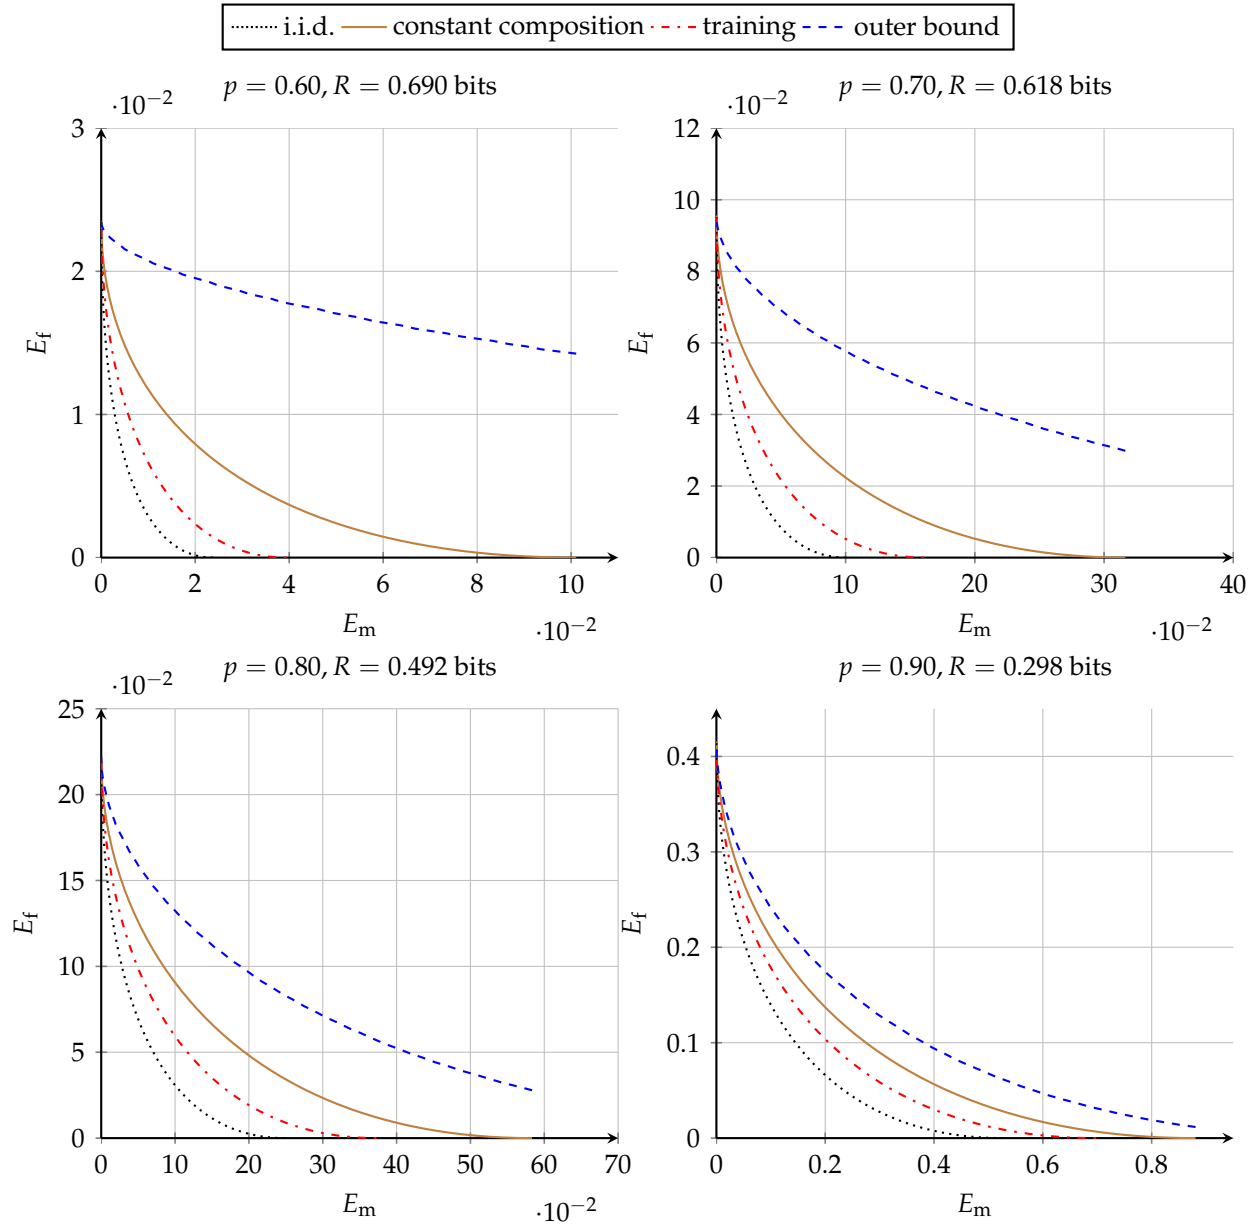 i.i.d. constant composition training outer bound
p = 0.60, R = 0.690 bits
·10⁻²
3
2
1
0
E_f
0 2 4 6 8 10
E_m
·10⁻²
p = 0.70, R = 0.618 bits
·10⁻²
12
10
8
6
4
2
0
E_f
0 10 20 30 40
E_m
·10⁻²
p = 0.80, R = 0.492 bits
·10⁻²
25
20
15
10
5
0
E_f
0 10 20 30 40 50 60 70
E_m
·10⁻²
p = 0.90, R = 0.298 bits
0.4
0.3
0.2
0.1
0
E_f
0 0.2 0.4 0.6 0.8
E_m